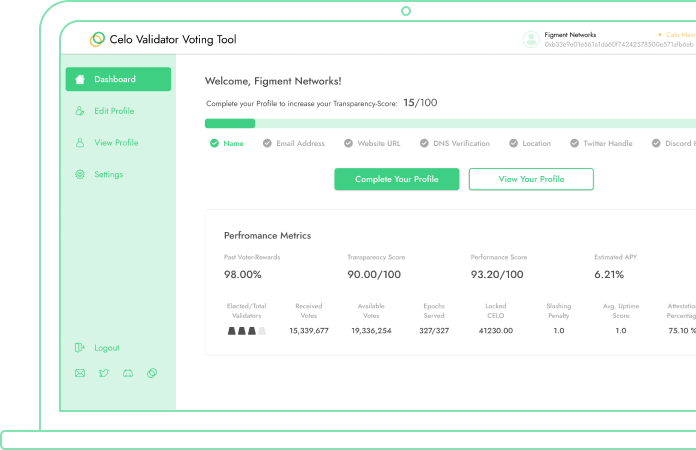 Celo Validator Voting Tool
Figment Networks
Celo Main
Dashboard
Edit Profile
View Profile
Settings
Logout
Welcome, Figment Networks!
Complete your Profile to increase your Transparency-Score: 15/100
Name Email Address Website URL DNS Verification Location Twitter Handle Discord H
Complete Your Profile View Your Profile
Perfromance Metrics
Past Voter-Rewards Transparency Score Performance Score Estimated APY
98.00% 90.00/100 93.20/100 6.21%
Elected/Total Received Available Epochs Locked Slashing Avg. Uptime Attestation
Validators Votes Votes Served CELO Penalty Score Percentag
15,339,677 19,336,254 327/327 41230.00 1.0 1.0 75.10 %